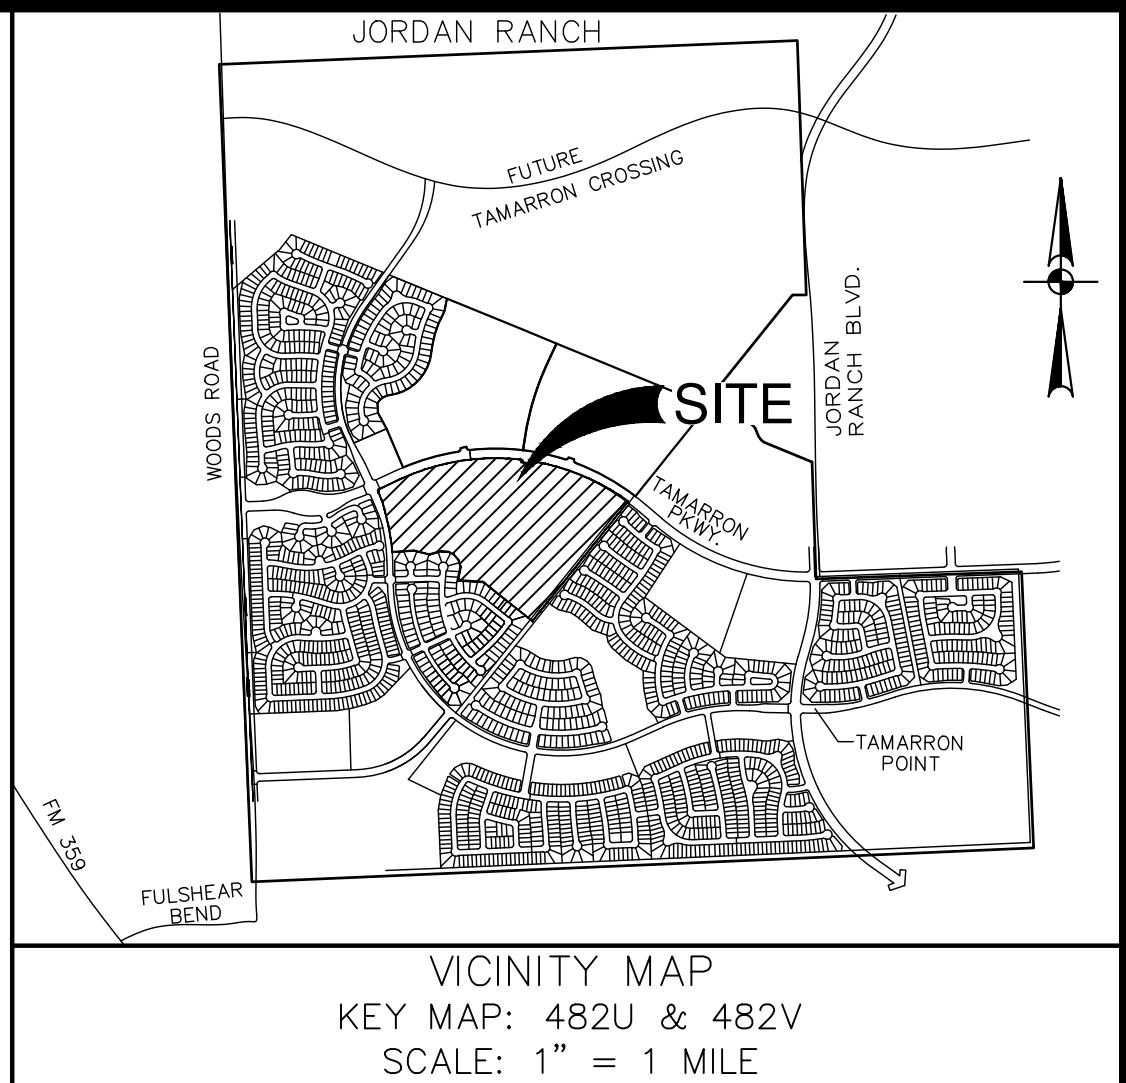 JORDAN RANCH
FUTURE
TAMARRON CROSSING
JORDAN
RANCH BLVD.
WOODS ROAD
SITE
TAMARRON
PKWY.
TAMARRON
POINT
FM 359
FULSHEAR
BEND
VICINITY MAP
KEY MAP: 482U & 482V
SCALE: 1" = 1 MILE